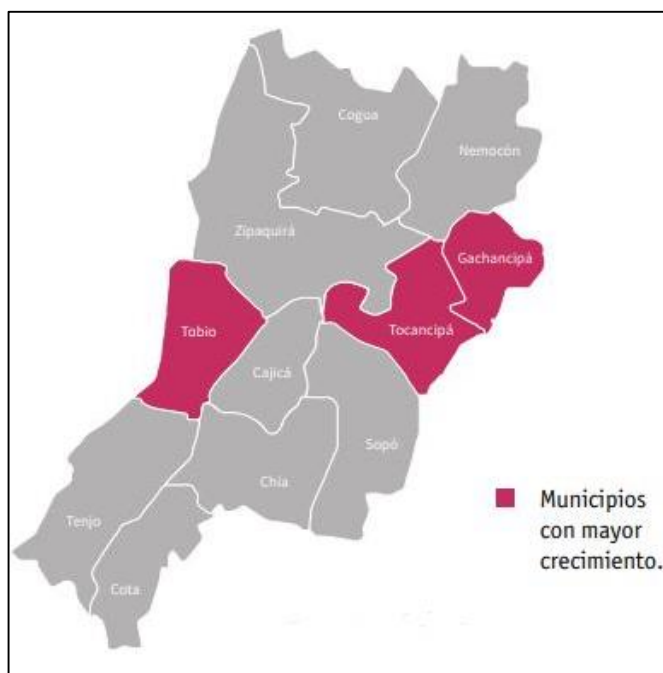 Cogua
Nemocón
Zipaquirá
Gachancipá
Tobio
Tocancipá
Cajicá
Sopó
Chía
Tenjo
Cota
Municipios
con mayor
crecimiento.